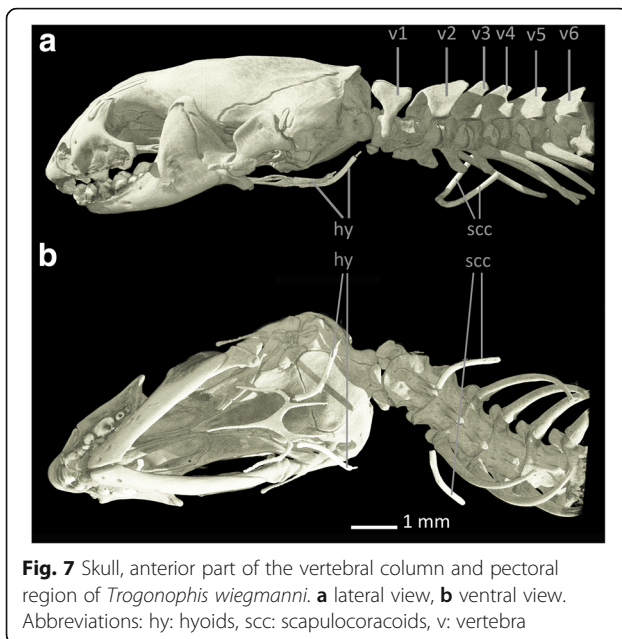 a
v1 v2 v3 v4 v5 v6
hy scc
b
hy scc
1 mm
Fig. 7 Skull, anterior part of the vertebral column and pectoral
region of Trogonophis wiegmanni. a lateral view, b ventral view.
Abbreviations: hy: hyoids, scc: scapulocoracoids, v: vertebra